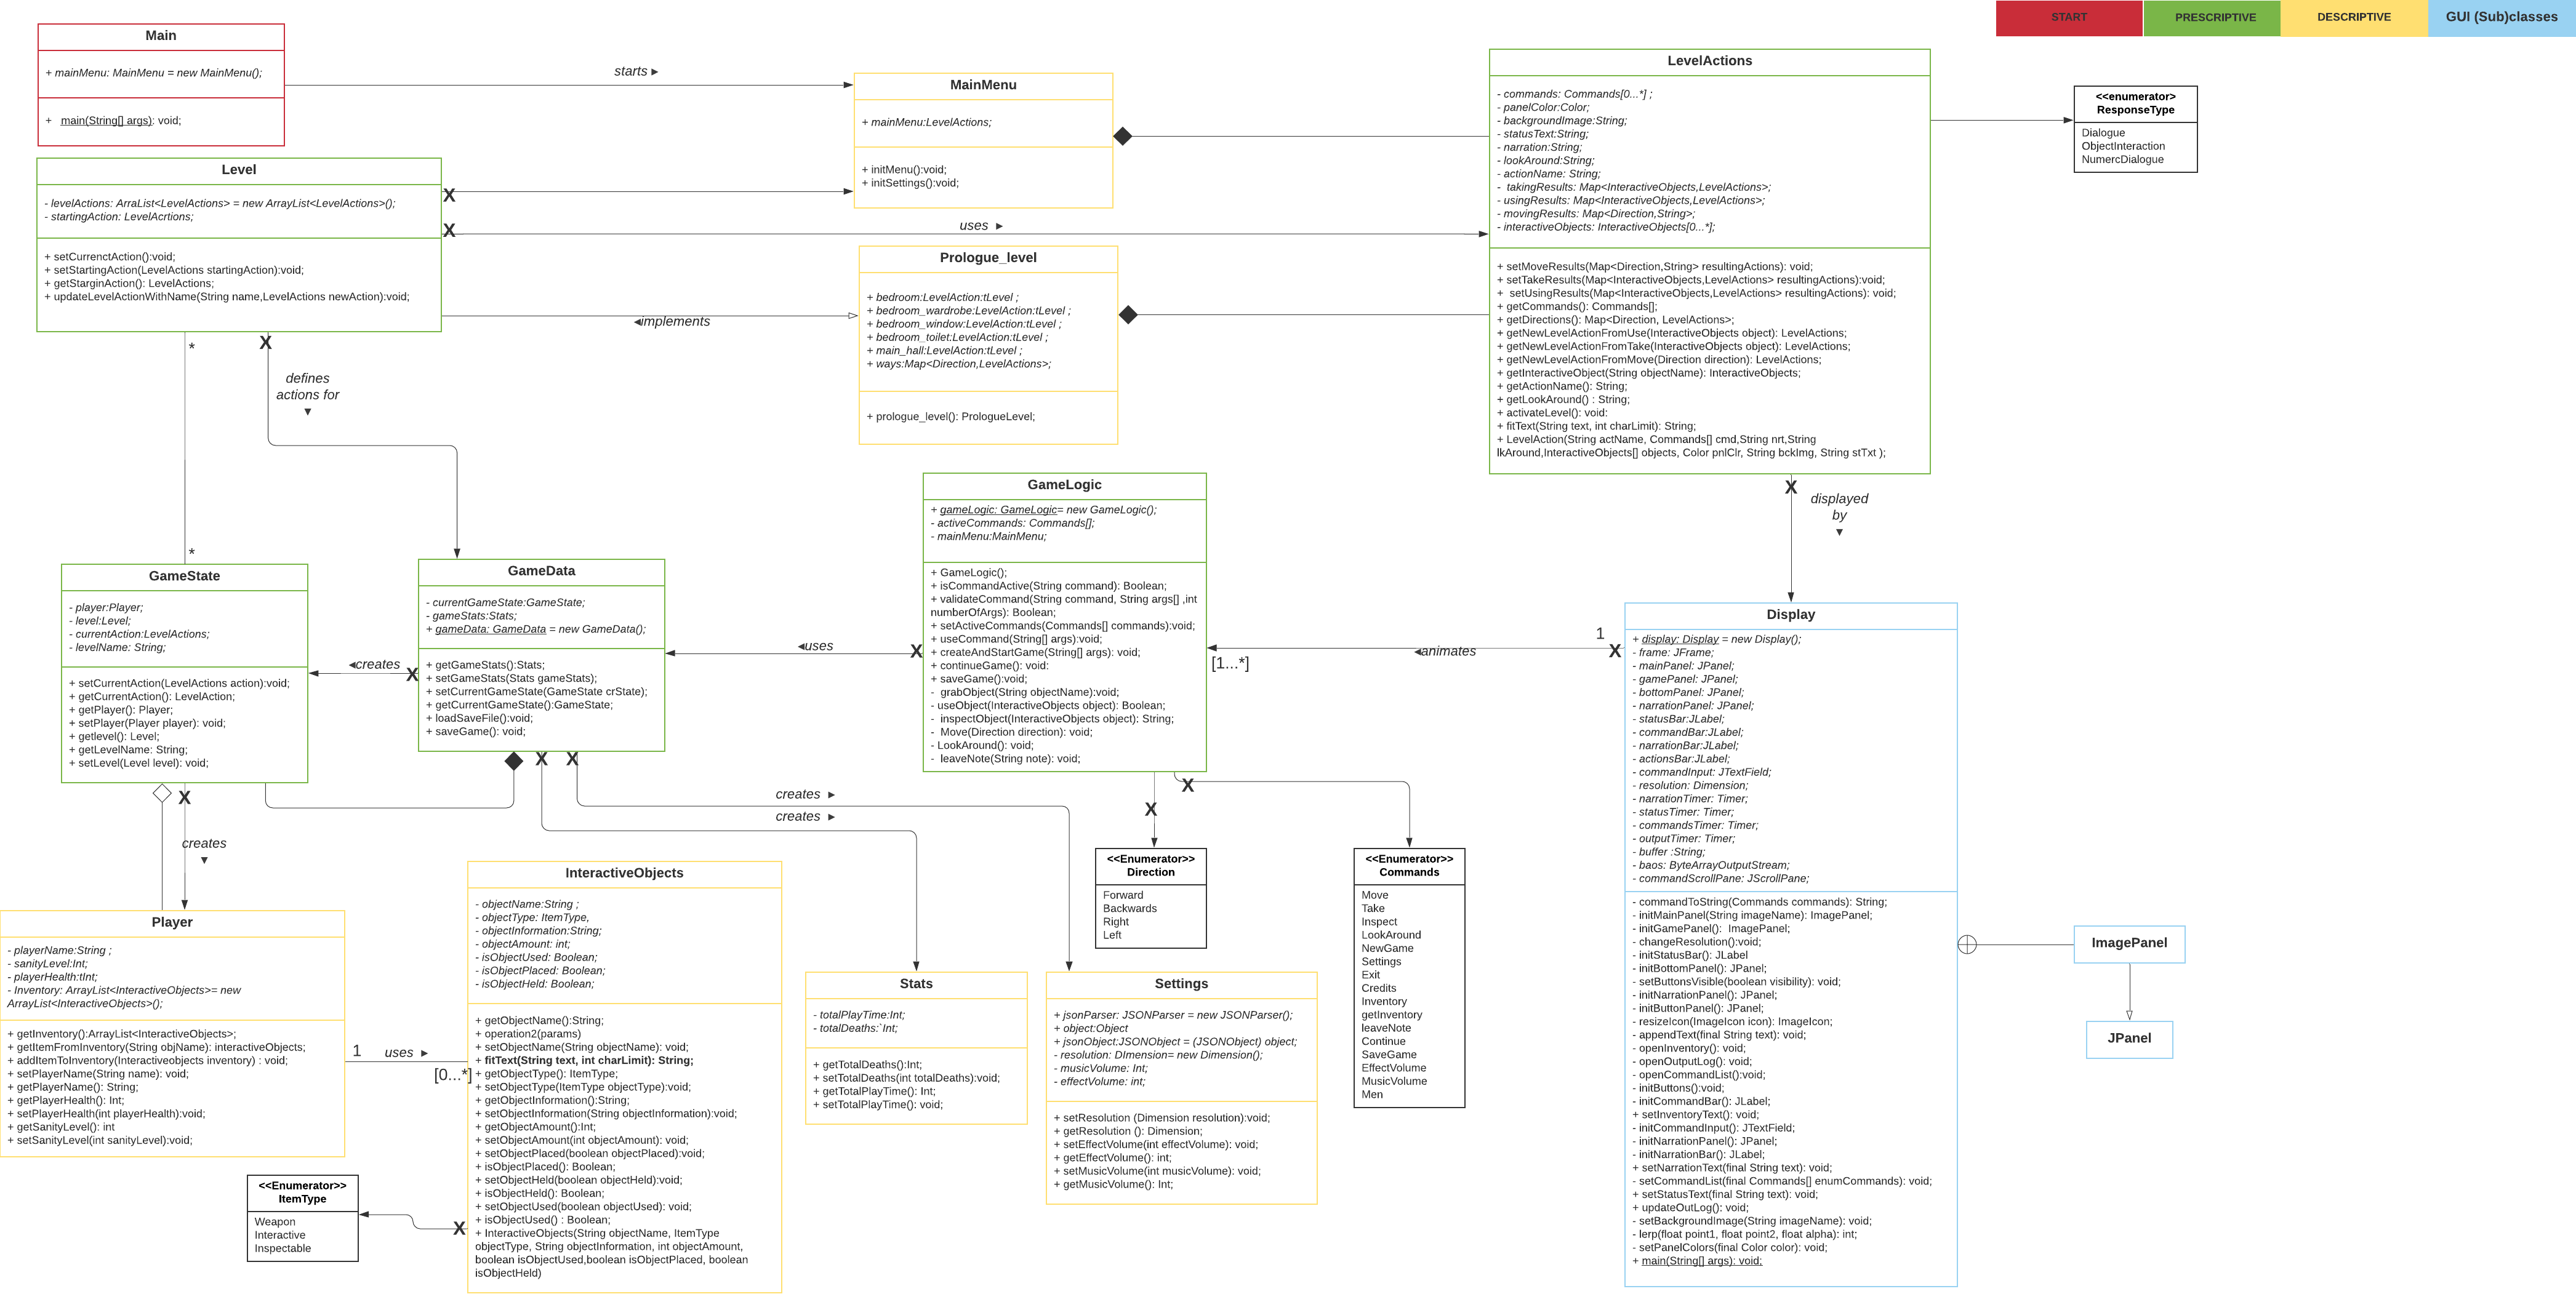 START
PRESCRIPTIVE
DESCRIPTIVE
GUI (Sub)classes
Main
+ mainMenu: MainMenu = new MainMenu();
+ main(String[] args): void;
starts ►
MainMenu
+ mainMenu:LevelActions;
+ initMenu():void;
+ initSettings():void;
LevelActions
- commands: Commands[0...*] ;
- panelColor:Color;
- backgroundImage:String;
- statusText:String;
- narration:String;
- lookAround:String;
- actionName: String;
- takingResults: Map<InteractiveObjects,LevelActions>;
- usingResults: Map<InteractiveObjects,LevelActions>;
- movingResults: Map<Direction,String>;
- interactiveObjects: InteractiveObjects[0...*];
+ setMoveResults(Map<Direction,String> resultingActions): void;
+ setTakeResults(Map<InteractiveObjects,LevelActions> resultingActions):void;
+ setUsingResults(Map<InteractiveObjects,LevelActions> resultingActions): void;
+ getCommands(): Commands[];
+ getDirections(): Map<Direction, LevelActions>;
+ getNewLevelActionFromUse(InteractiveObjects object): LevelActions;
+ getNewLevelActionFromTake(InteractiveObjects object): LevelActions;
+ getNewLevelActionFromMove(Direction direction): LevelActions;
+ getInteractiveObject(String objectName): InteractiveObjects;
+ getActionName(): String;
+ getLookAround() : String;
+ activateLevel(): void:
+ fitText(String text, int charLimit): String;
+ LevelAction(String actName, Commands[] cmd,String nrt,String
lkAround,InteractiveObjects[] objects, Color pnlClr, String bckImg, String stTxt );
<<enumerator>
ResponseType
Dialogue
ObjectInteraction
NumercDialogue
Level
- levelActions: ArraList<LevelActions> = new ArrayList<LevelActions>();
- startingAction: LevelAcrtions;
+ setCurrenctAction():void;
+ setStartingAction(LevelActions startingAction):void;
+ getStarginAction(): LevelActions;
+ updateLevelActionWithName(String name,LevelActions newAction):void;
X
X
uses ►
X
◄implements
Prologue_level
+ bedroom:LevelAction:tLevel ;
+ bedroom_wardrobe:LevelAction:tLevel ;
+ bedroom_window:LevelAction:tLevel ;
+ bedroom_toilet:LevelAction:tLevel ;
+ main_hall:LevelAction:tLevel ;
+ ways:Map<Direction,LevelActions>;
+ prologue_level(): PrologueLevel;
*
*
defines
actions for
▼
X
displayed
by
▼
GameState
- player:Player;
- level:Level;
- currentAction:LevelActions;
- levelName: String;
+ setCurrentAction(LevelActions action):void;
+ getCurrentAction(): LevelAction;
+ getPlayer(): Player;
+ setPlayer(Player player): void;
+ getlevel(): Level;
+ getLevelName: String;
+ setLevel(Level level): void;
◄creates
X
GameData
- currentGameState:GameState;
- gameStats:Stats;
+ gameData: GameData = new GameData();
+ getGameStats():Stats;
+ setGameStats(Stats gameStats);
+ setCurrentGameState(GameState crState);
+ getCurrentGameState():GameState;
+ loadSaveFile():void;
+ saveGame(): void;
X
X
◄uses
X
GameLogic
+ gameLogic: GameLogic= new GameLogic();
- activeCommands: Commands[];
- mainMenu:MainMenu;
+ GameLogic();
+ isCommandActive(String command): Boolean;
+ validateCommand(String command, String args[] ,int
numberOfArgs): Boolean;
+ setActiveCommands(Commands[] commands):void;
+ useCommand(String[] args):void;
+ createAndStartGame(String[] args): void;
+ continueGame(): void:
+ saveGame():void;
- grabObject(String objectName):void;
- useObject(InteractiveObjects object): Boolean;
- inspectObject(InteractiveObjects object): String;
- Move(Direction direction): void;
- LookAround(): void;
- leaveNote(String note): void;
X
X
[1...*]
◄animates
1
X
Display
+ display: Display = new Display();
- frame: JFrame;
- mainPanel: JPanel;
- gamePanel: JPanel;
- bottomPanel: JPanel;
- narrationPanel: JPanel;
- statusBar:JLabel;
- commandBar:JLabel;
- narrationBar:JLabel;
- actionsBar:JLabel;
- commandInput: JTextField;
- resolution: Dimension;
- narrationTimer: Timer;
- statusTimer: Timer;
- commandsTimer: Timer;
- outputTimer: Timer;
- buffer :String;
- baos: ByteArrayOutputStream;
- commandScrollPane: JScrollPane;
- commandToString(Commands commands): String;
- initMainPanel(String imageName): ImagePanel;
- initGamePanel(): ImagePanel;
- changeResolution():void;
- initStatusBar(): JLabel
- initBottomPanel(): JPanel;
- setButtonsVisible(boolean visibility): void;
- initNarrationPanel(): JPanel;
- initButtonPanel(): JPanel;
- resizeIcon(ImageIcon icon): ImageIcon;
- appendText(final String text): void;
- openInventory(): void;
- openOutputLog(): void;
- openCommandList():void;
- initButtons():void;
- initCommandBar(): JLabel;
+ setInventoryText(): void;
- initCommandInput(): JTextField;
- initNarrationPanel(): JPanel;
- initNarrationBar(): JLabel;
+ setNarrationText(final String text): void;
- setCommandList(final Commands[] enumCommands): void;
+ setStatusText(final String text): void;
+ updateOutLog(): void;
- setBackgroundImage(String imageName): void;
- lerp(float point1, float point2, float alpha): int;
- setPanelColors(final Color color): void;
+ main(String[] args): void;
ImagePanel
JPanel
X
creates
▼
creates ►
creates ►
Player
- playerName:String ;
- sanityLevel:Int;
- playerHealth:tInt;
- Inventory: ArrayList<InteractiveObjects>= new
ArrayList<InteractiveObjects>();
+ getInventory():ArrayList<InteractiveObjects>;
+ getItemFromInventory(String objName): interactiveObjects;
+ addItemToInventory(Interactiveobjects inventory) : void;
+ setPlayerName(String name): void;
+ getPlayerName(): String;
+ getPlayerHealth(): Int;
+ setPlayerHealth(int playerHealth):void;
+ getSanityLevel(): int
+ setSanityLevel(int sanityLevel):void;
1
uses ►
[0...*]
InteractiveObjects
- objectName:String ;
- objectType: ItemType,
- objectInformation:String;
- objectAmount: int;
- isObjectUsed: Boolean;
- isObjectPlaced: Boolean;
- isObjectHeld: Boolean;
+ getObjectName():String;
+ operation2(params)
+ setObjectName(String objectName): void;
+ fitText(String text, int charLimit): String;
+ getObjectType(): ItemType;
+ setObjectType(ItemType objectType):void;
+ getObjectInformation():String;
+ setObjectInformation(String objectInformation):void;
+ getObjectAmount():Int;
+ setObjectAmount(int objectAmount): void;
+ setObjectPlaced(boolean objectPlaced):void;
+ isObjectPlaced(): Boolean;
+ setObjectHeld(boolean objectHeld):void;
+ isObjectHeld(): Boolean;
+ setObjectUsed(boolean objectUsed): void;
+ isObjectUsed() : Boolean;
+ InteractiveObjects(String objectName, ItemType
objectType, String objectInformation, int objectAmount,
boolean isObjectUsed,boolean isObjectPlaced, boolean
isObjectHeld)
X
<<Enumerator>>
ItemType
Weapon
Interactive
Inspectable
Stats
- totalPlayTime:Int;
- totalDeaths:`Int;
+ getTotalDeaths():Int;
+ setTotalDeaths(int totalDeaths):void;
+ getTotalPlayTime(): Int;
+ setTotalPlayTime(): void;
Settings
+ jsonParser: JSONParser = new JSONParser();
+ object:Object
+ jsonObject:JSONObject = (JSONObject) object;
- resolution: DImension= new Dimension();
- musicVolume: Int;
- effectVolume: int;
+ setResolution (Dimension resolution):void;
+ getResolution (): Dimension;
+ setEffectVolume(int effectVolume): void;
+ getEffectVolume(): int;
+ setMusicVolume(int musicVolume): void;
+ getMusicVolume(): Int;
<<Enumerator>>
Direction
Forward
Backwards
Right
Left
<<Enumerator>>
Commands
Move
Take
Inspect
LookAround
NewGame
Settings
Exit
Credits
Inventory
getInventory
leaveNote
Continue
SaveGame
EffectVolume
MusicVolume
Men